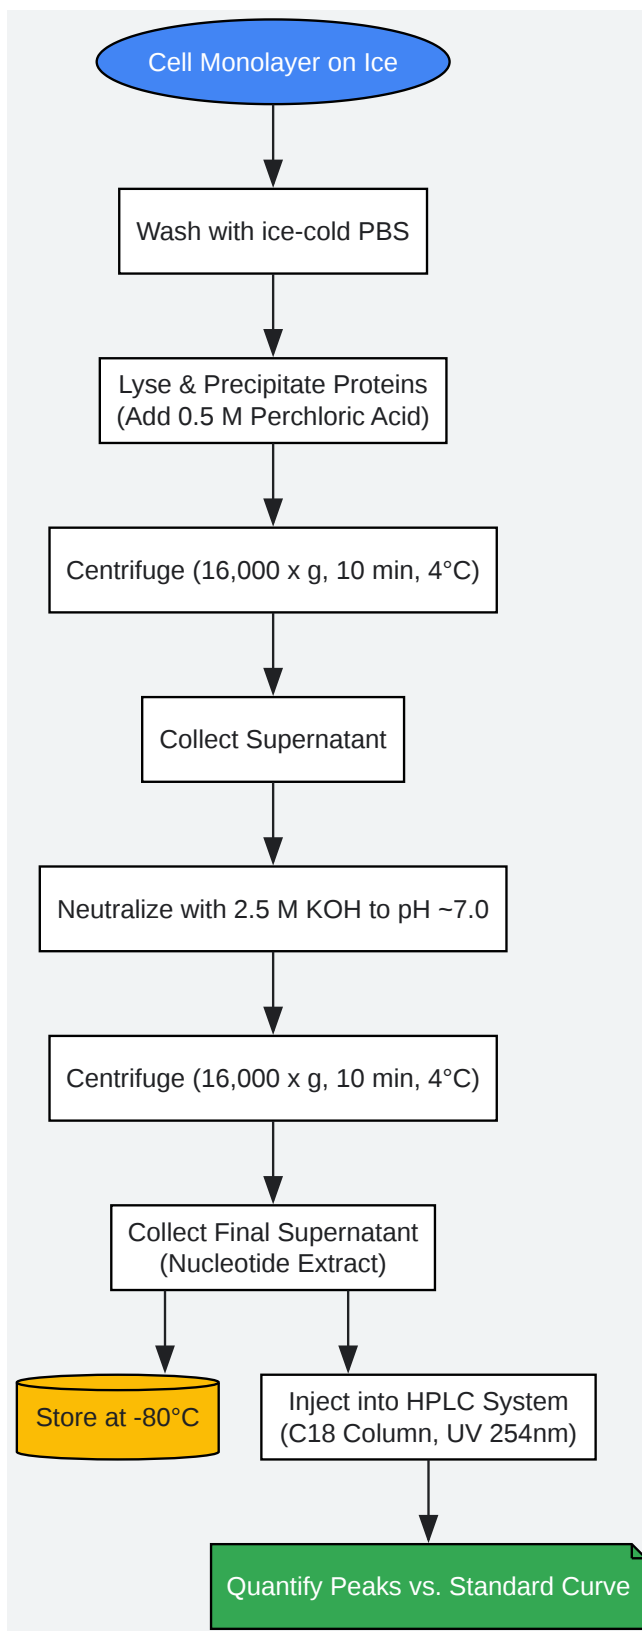 Cell Monolayer on Ice
Wash with ice-cold PBS
Lyse & Precipitate Proteins
(Add 0.5 M Perchloric Acid)
Centrifuge (16,000 x g, 10 min, 4°C)
Collect Supernatant
Neutralize with 2.5 M KOH to pH ~7.0
Centrifuge (16,000 x g, 10 min, 4°C)
Collect Final Supernatant
(Nucleotide Extract)
Store at -80°C
Inject into HPLC System
(C18 Column, UV 254nm)
Quantify Peaks vs. Standard Curve